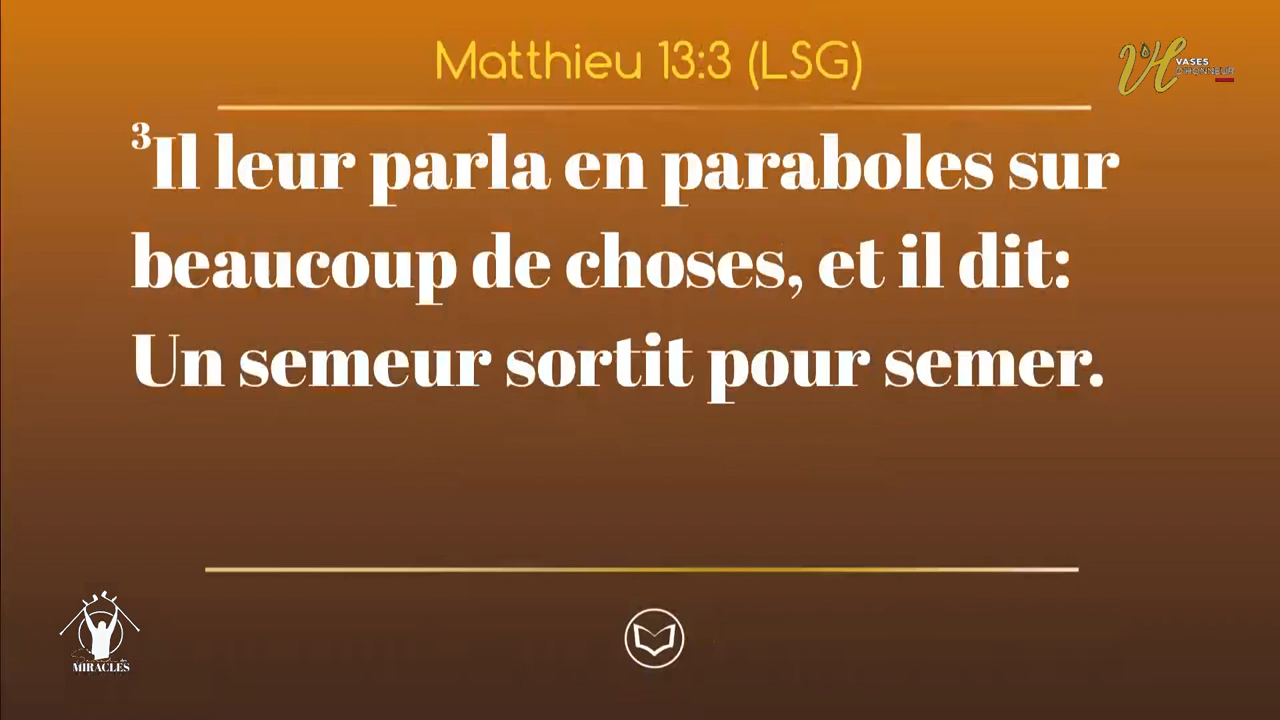 Matthieu 13:3 (LSG)
VH VASES
D'HONNEUR
³Il leur parla en paraboles sur
beaucoup de choses, et il dit:
Un semeur sortit pour semer.
MIRACLES